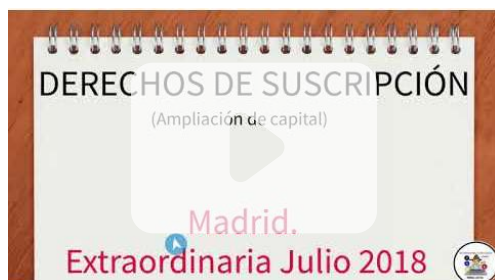 DERECHOS DE SUSCRIPCIÓN
(Ampliación de capital)
Madrid.
Extraordinaria Julio 2018